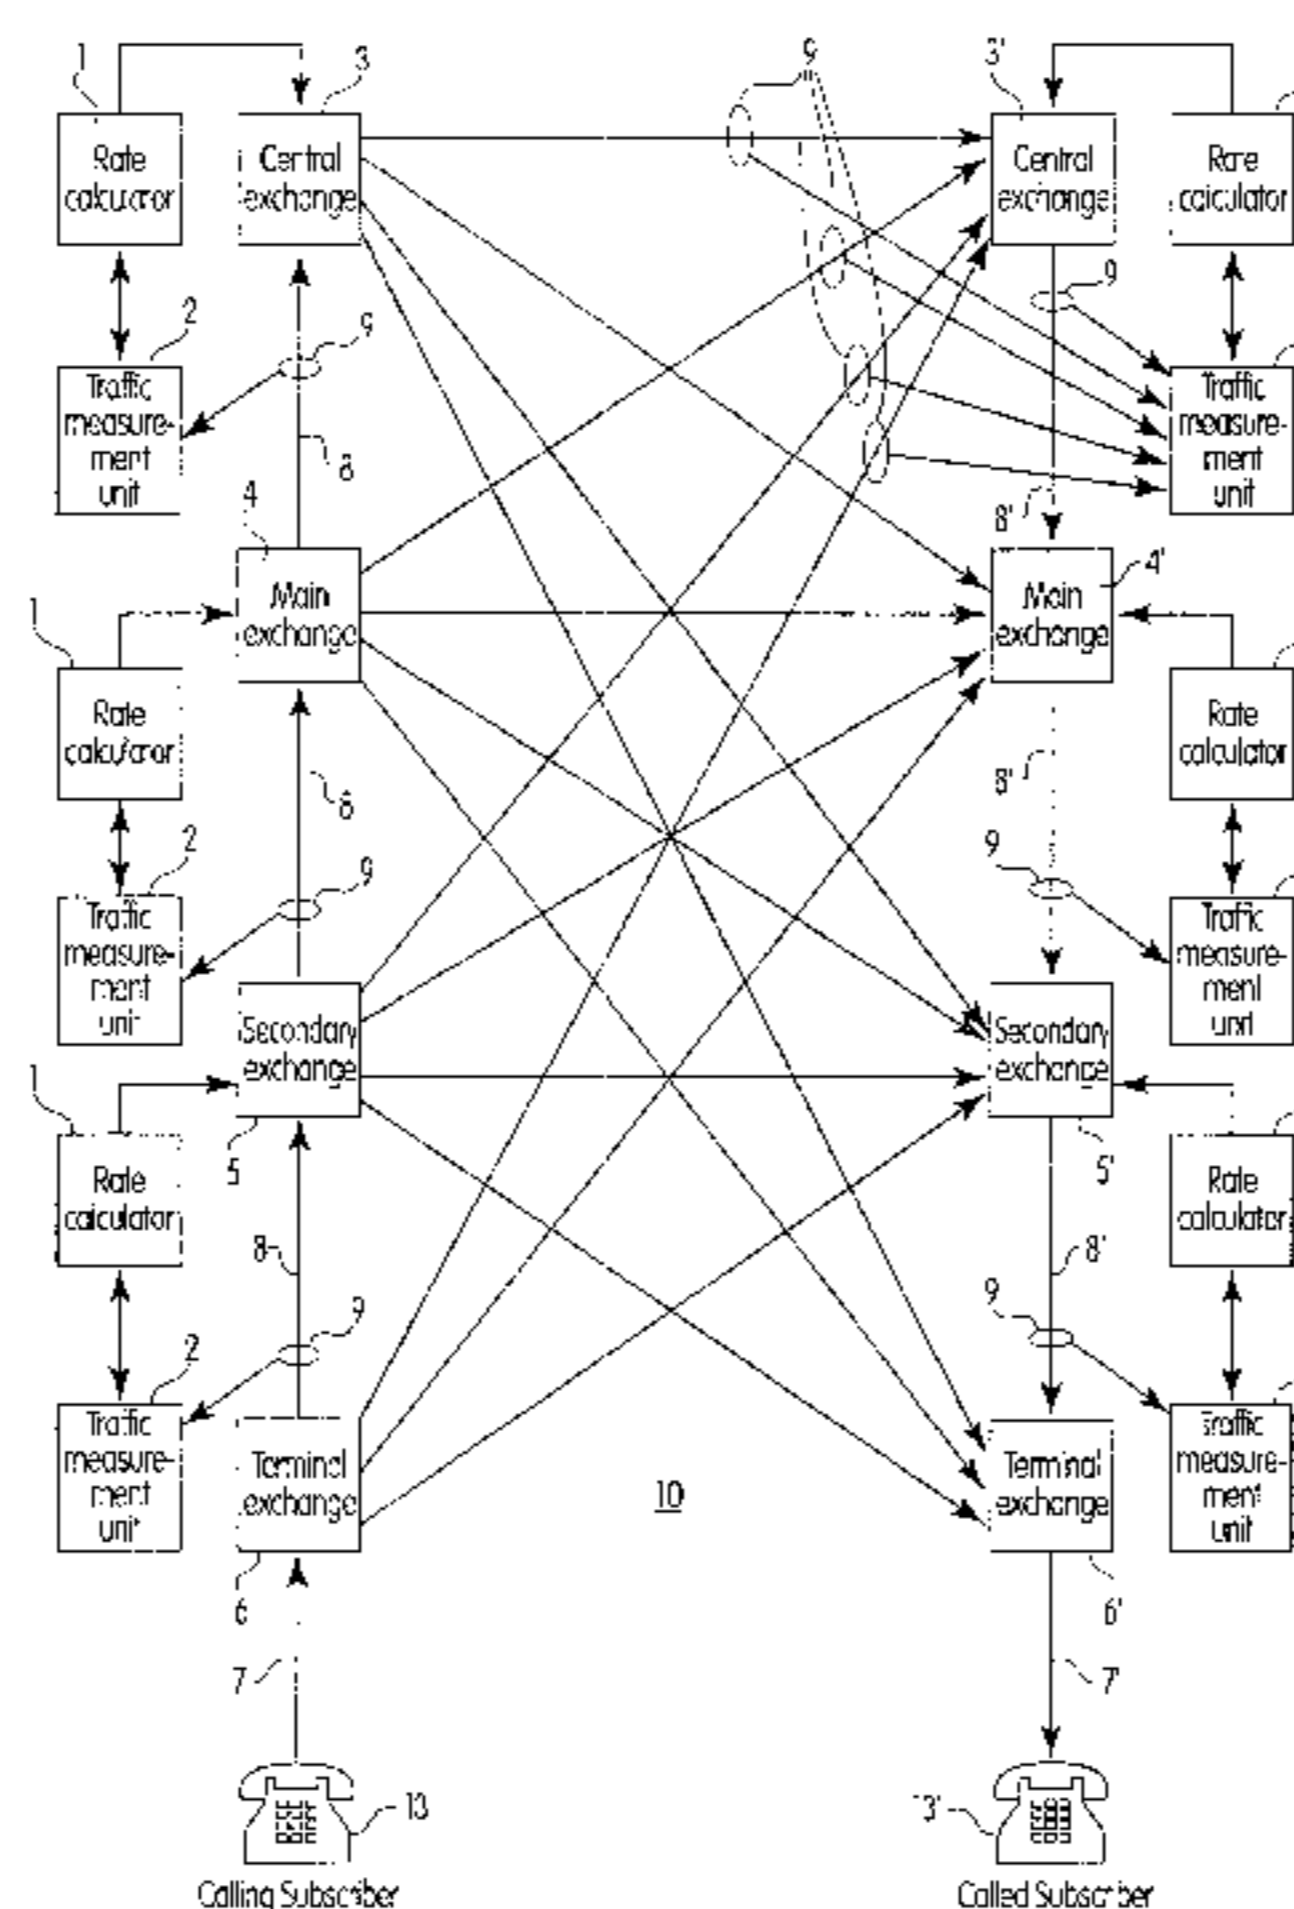 1
3
9
3'
Rate
calculator
Central
exchange
Central
exchange
Rate
calculator
2
9
9
Traffic
measure-
ment
unit
8
Traffic
measure-
ment
unit
4
8'
4'
Main
exchange
Main
exchange
1
Rate
calculator
8
8'
Rate
calculator
2
9
9
Traffic
measure-
ment
unit
Traffic
measure-
ment
unit
Secondary
exchange
Secondary
exchange
1
5
5'
Rate
calculator
Rate
calculator
8
8'
2
9
9
Traffic
measure-
ment
unit
Terminal
exchange
10
Terminal
exchange
Traffic
measure-
ment
unit
6
6'
7
7'
13
13'
Calling Subscriber
Called Subscriber